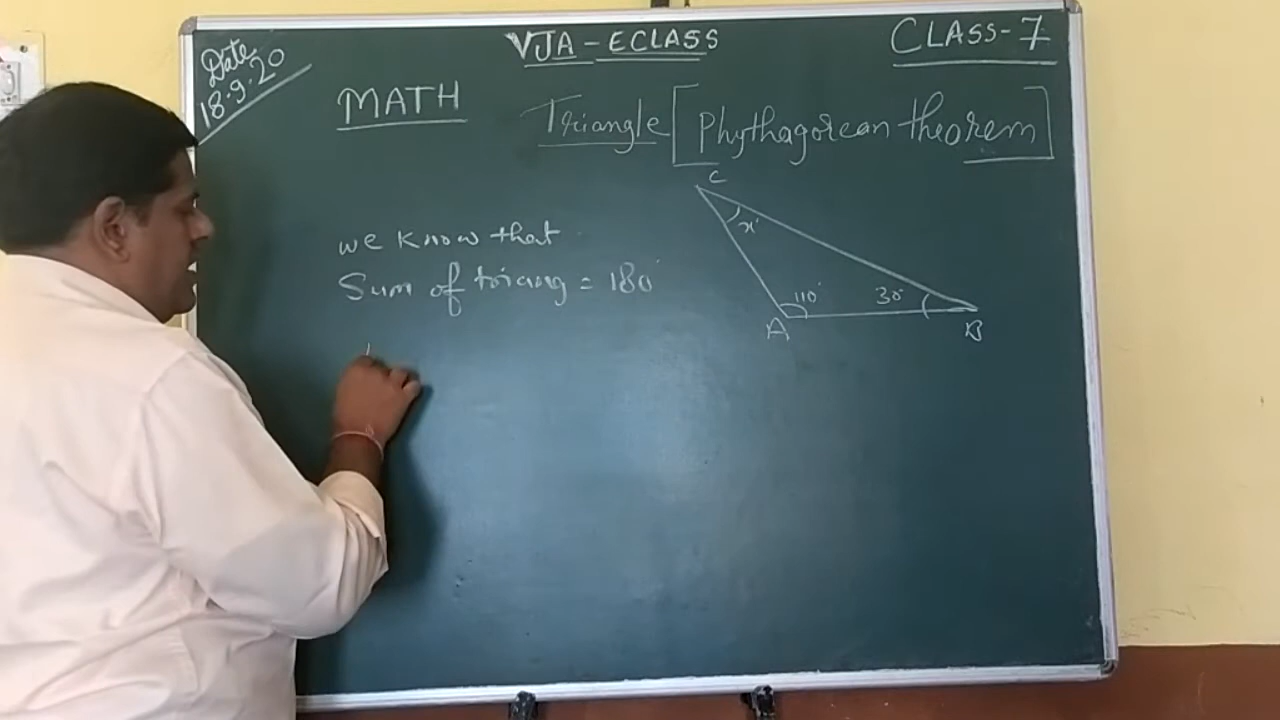 Date
18.9.20
VJA-ECLASS
CLASS-7
MATH
Triangle [Phythagorean theorem]
we know that
Sum of triang = 180°
C
x°
110°
30°
A
B